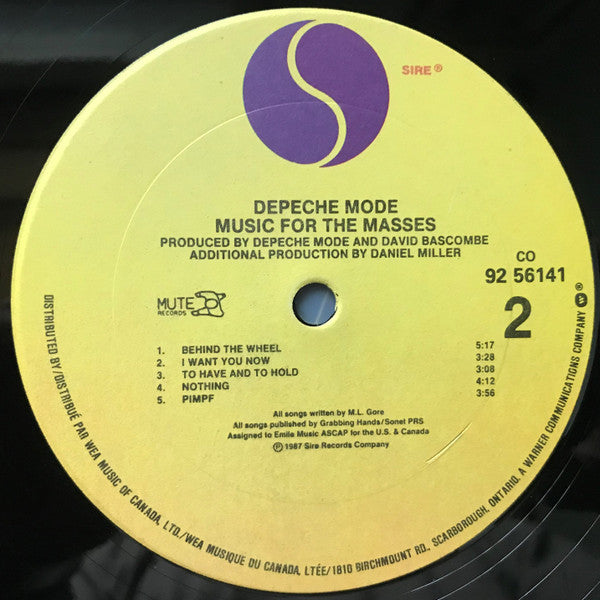 SIRE®
DEPECHE MODE
MUSIC FOR THE MASSES
PRODUCED BY DEPECHE MODE AND DAVID BASCOMBE
ADDITIONAL PRODUCTION BY DANIEL MILLER
CO
92 56141
2
MUTE
RECORDS
1. BEHIND THE WHEEL 5:17
2. I WANT YOU NOW 3:28
3. TO HAVE AND TO HOLD 3:08
4. NOTHING 4:12
5. PIMPF 3:56
All songs written by M.L. Gore
All songs published by Grabbing Hands/Sonet PRS
Assigned to Emile Music ASCAP for the U.S. & Canada
℗ 1987 Sire Records Company
DISTRIBUTED BY/DISTRIBUÉ PAR WEA MUSIC OF CANADA, LTD./WEA MUSIQUE DU CANADA, LTÉE/1810 BIRCHMOUNT RD., SCARBOROUGH, ONTARIO. A WARNER COMMUNICATIONS COMPANY W®